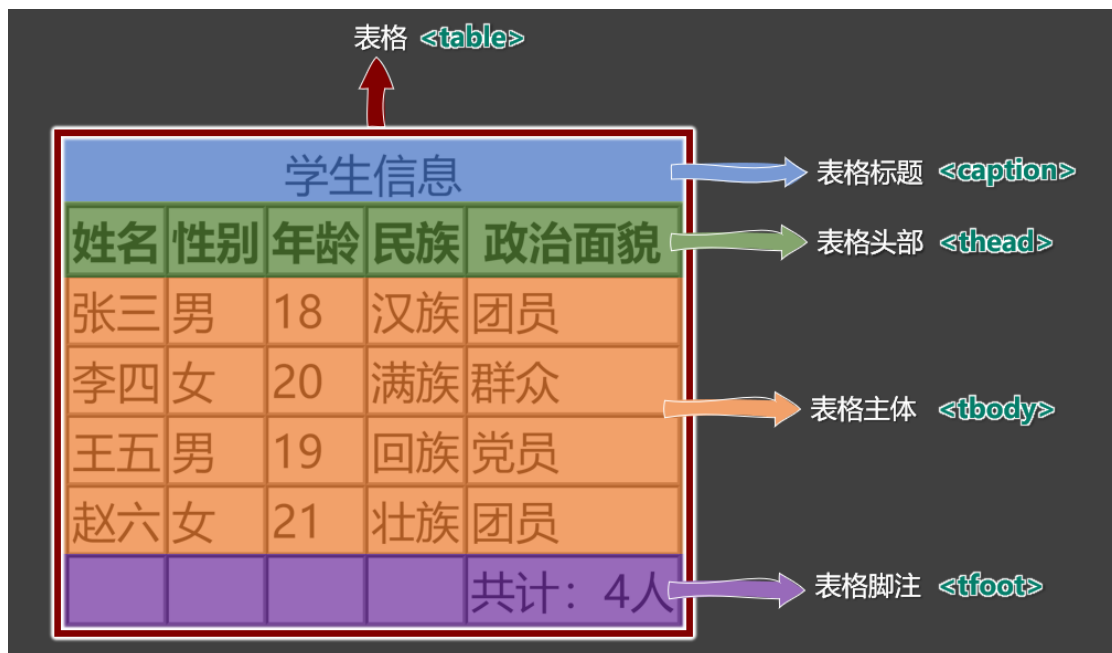 表格 <table>
学生信息
表格标题 <caption>
姓名 性别 年龄 民族 政治面貌
表格头部 <thead>
张三 男 18 汉族 团员
李四 女 20 满族 群众
表格主体 <tbody>
王五 男 19 回族 党员
赵六 女 21 壮族 团员
共计：4人
表格脚注 <tfoot>